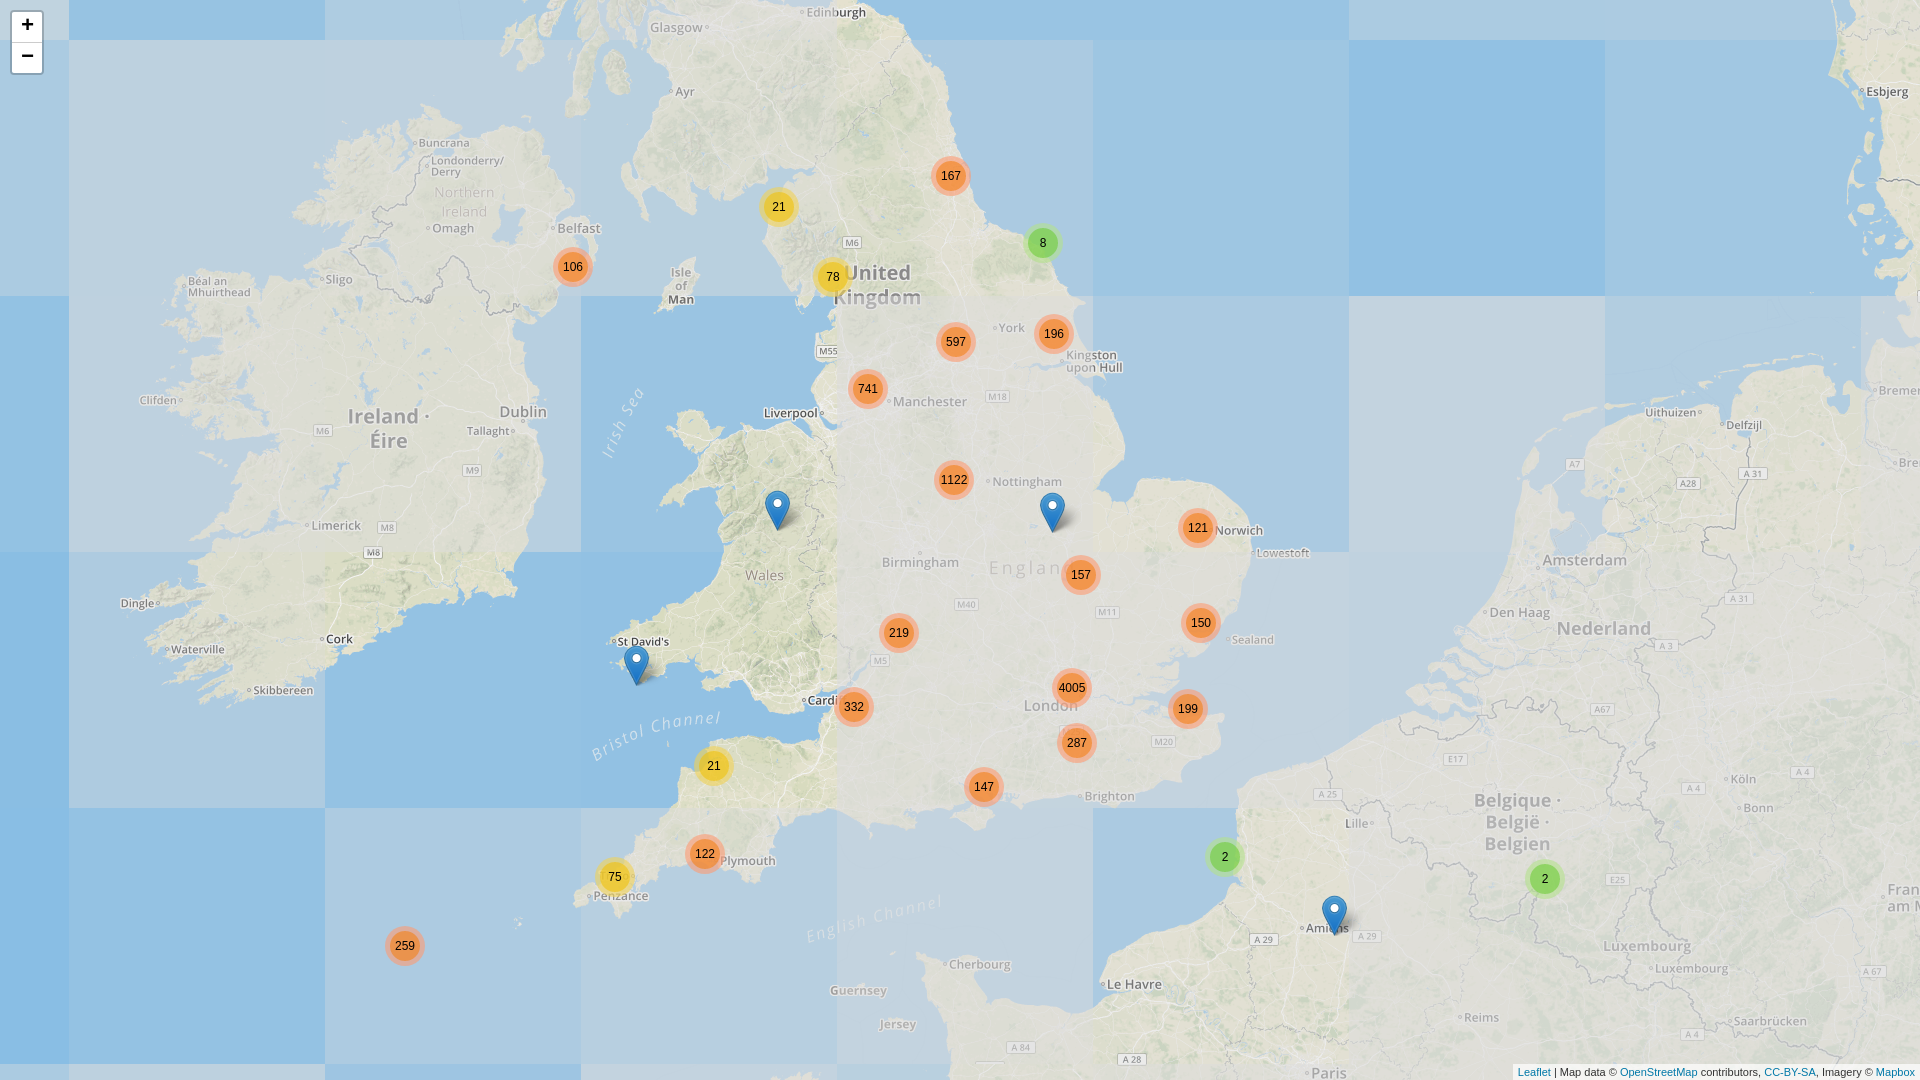 +
−
Edinburgh
Glasgow
Ayr
Esbjerg
Buncrana
Londonderry/
Derry
Northern
Ireland
Omagh
Belfast
167
21
8
M6
106
78
United
Kingdom
Isle
of
Man
Sligo
Béal an
Mhuirthead
York
196
597
M55
Kingston
upon Hull
741
Manchester
M18
Clifden
Ireland ·
Éire
Dublin
Tallaght
M6
M9
Liverpool
Irish Sea
Uithuizen
Delfzijl
A7
A 31
A28
1122
Nottingham
Limerick
M8
M8
121
Norwich
Lowestoft
Birmingham
Wales
157
Amsterdam
A 31
Dingle
Cork
Waterville
Skibbereen
M40
M11
219
150
Sealand
St David's
M5
Den Haag
Nederland
A 3
4005
London
199
332
Bristol Channel
287
M20
A67
E17
21
147
Brighton
A 25
Lille
Belgique ·
België ·
Belgien
Köln
A 4
A 4
Bonn
122
Plymouth
75
Penzance
2
2
E25
English Channel
259
A 29
A 29
Luxembourg
Luxembourg
A 67
Cherbourg
Le Havre
Guernsey
Jersey
A 84
A 28
Reims
Saarbrücken
A 4
Paris
Leaflet | Map data © OpenStreetMap contributors, CC-BY-SA, Imagery © Mapbox